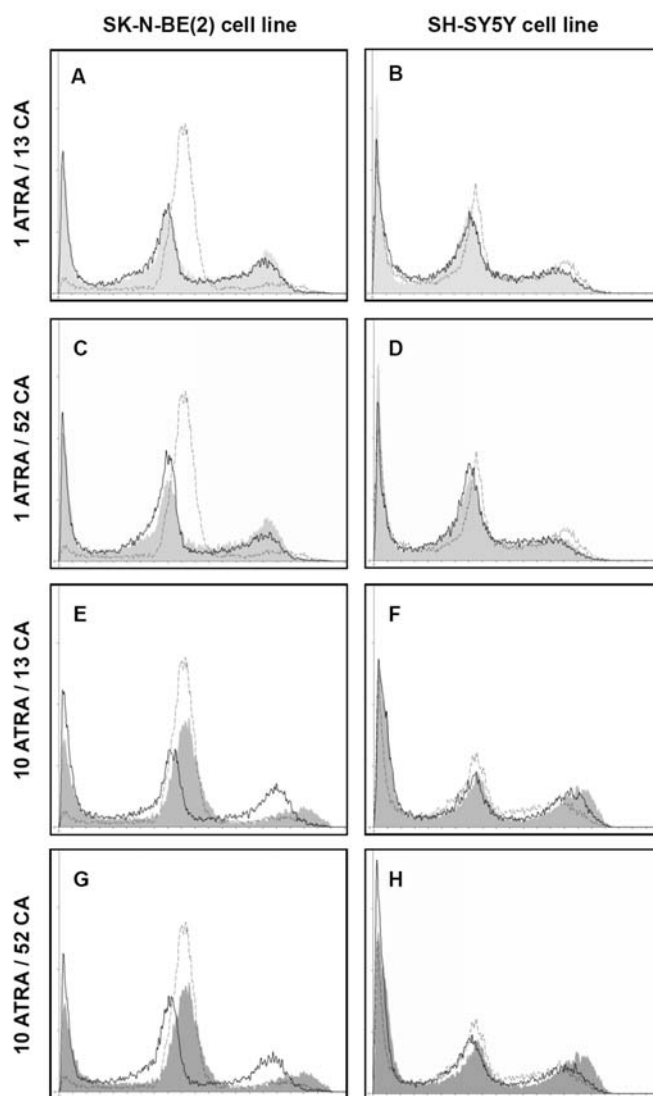 SK-N-BE(2) cell line SH-SY5Y cell line
1 ATRA / 13 CA
A B
1 ATRA / 52 CA
C D
10 ATRA / 13 CA
E F
10 ATRA / 52 CA
G H